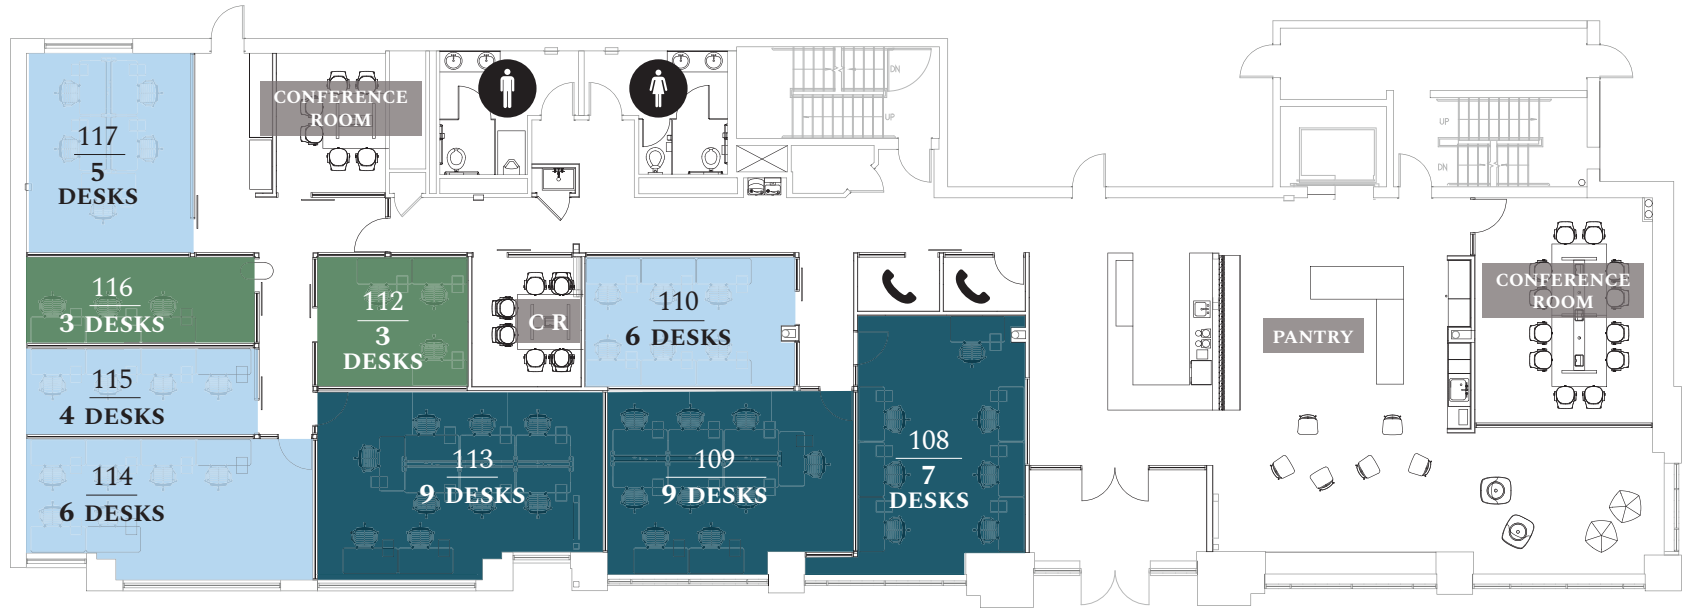 CONFERENCE
ROOM
DN
UP
117
5
DESKS
UP
DN
116
3 DESKS
112
3
DESKS
C R
110
6 DESKS
PANTRY
CONFERENCE
ROOM
115
4 DESKS
114
6 DESKS
113
9 DESKS
109
9 DESKS
108
7
DESKS